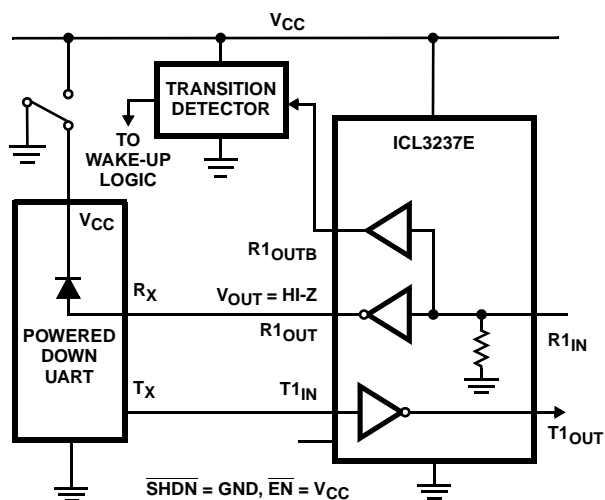 VCC
TRANSITION
DETECTOR
TO
WAKE-UP
LOGIC
ICL3237E
VCC
R1OUTB
RX
VOUT = HI-Z
R1OUT
R1IN
POWERED
DOWN
UART
TX
T1IN
T1OUT
SHDN = GND, EN = VCC